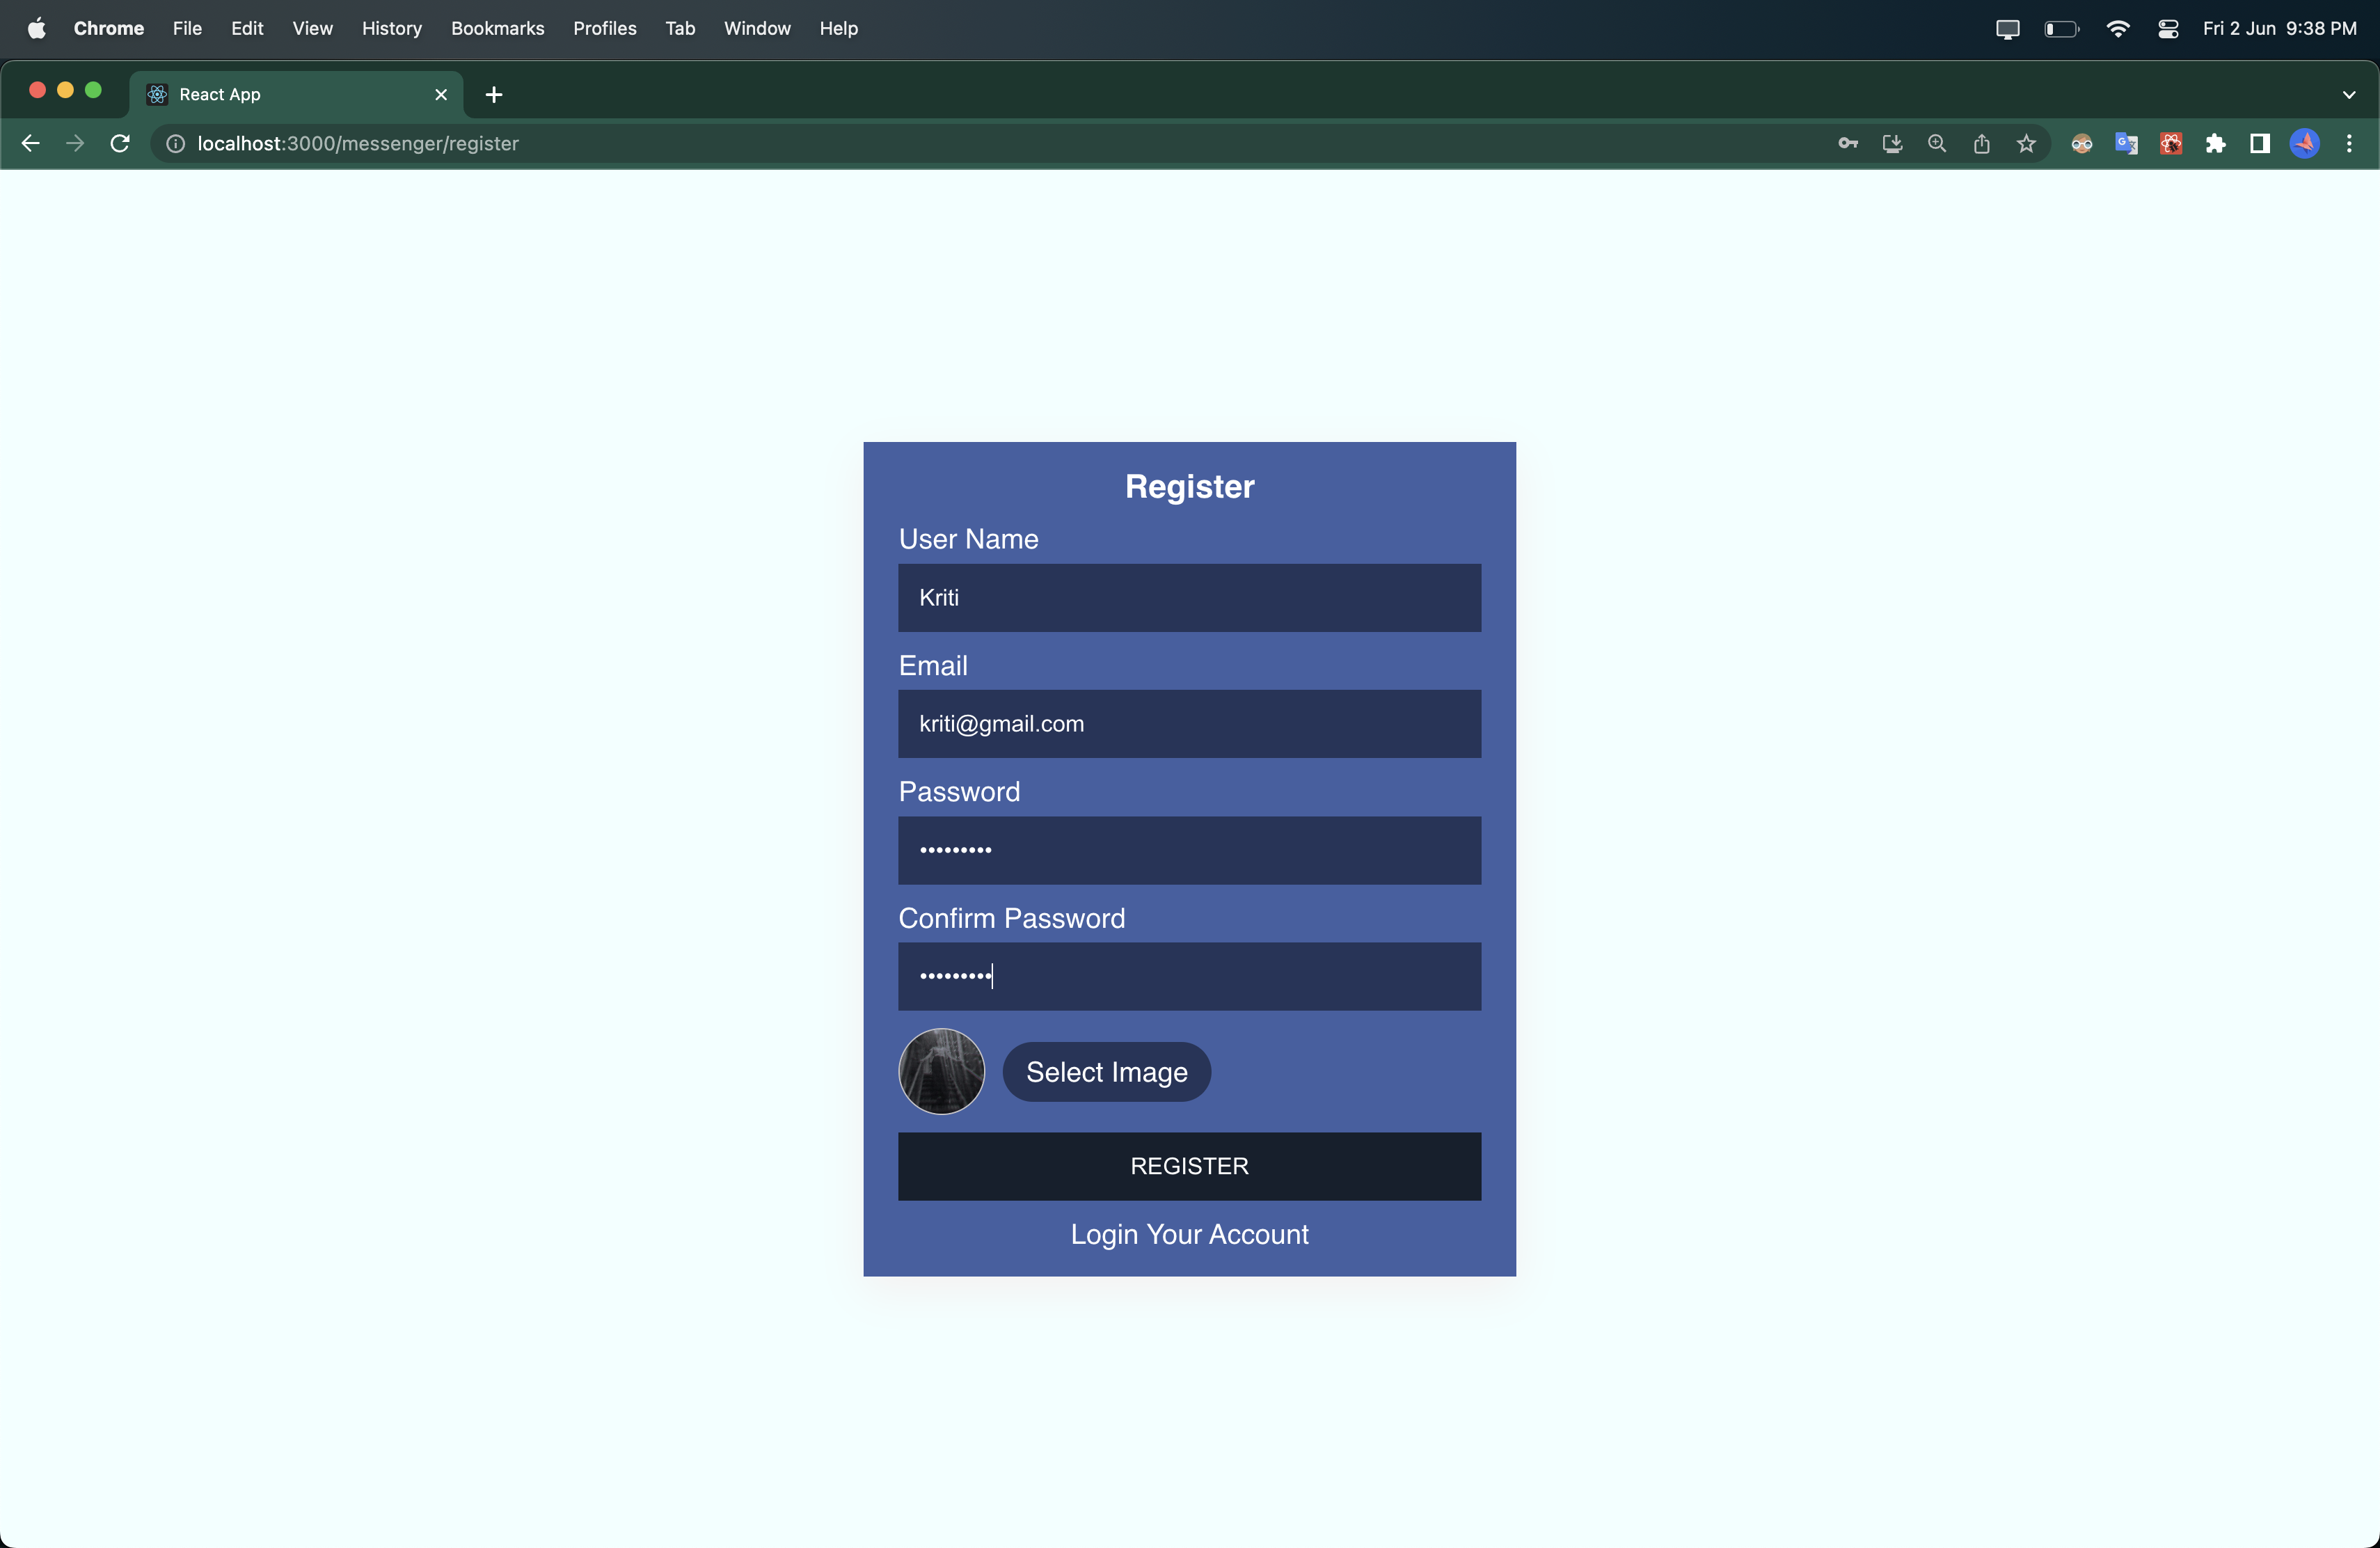 Chrome File Edit View History Bookmarks Profiles Tab Window Help Fri 2 Jun 9:38 PM
React App
localhost:3000/messenger/register
Register
User Name
Kriti
Email
kriti@gmail.com
Password
•••••••••
Confirm Password
•••••••••
Select Image
REGISTER
Login Your Account